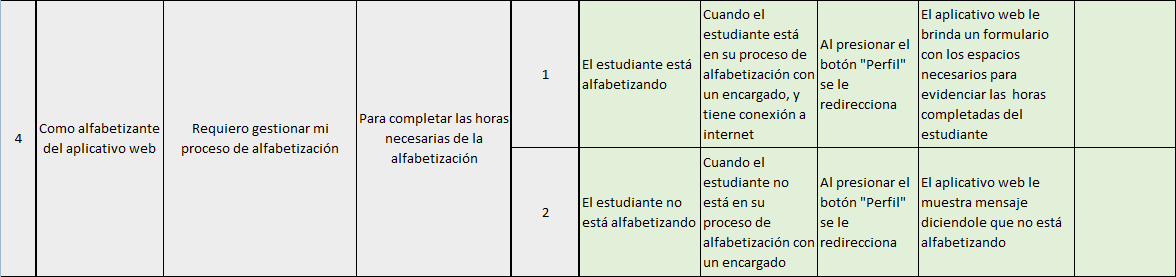 4
Como alfabetizante
del aplicativo web
Requiero gestionar mi
proceso de alfabetización
Para completar las horas
necesarias de la
alfabetización
1
El estudiante está
alfabetizando
Cuando el
estudiante está
en su proceso de
alfabetización con
un encargado, y
tiene conexión a
internet
Al presionar el
botón "Perfil"
se le
redirecciona
El aplicativo web le
brinda un formulario
con los espacios
necesarios para
evidenciar las horas
completadas del
estudiante
2
El estudiante no
está alfabetizando
Cuando el
estudiante no
está en su
proceso de
alfabetización con
un encargado
Al presionar el
botón "Perfil"
se le
redirecciona
El aplicativo web le
muestra mensaje
diciendole que no está
alfabetizando